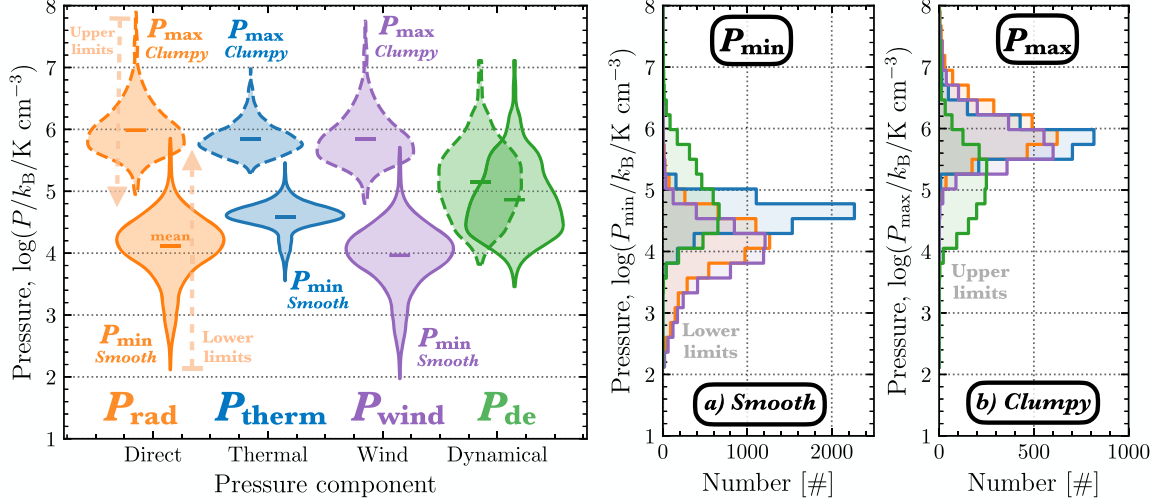 Pressure, log(P/k_B/K cm⁻³)
8
7
6
5
4
3
2
1
Upper
limits
P_max
Clumpy
P_max
Clumpy
P_max
Clumpy
mean
P_min
Smooth
Lower
limits
P_min
Smooth
P_min
Smooth
P_rad
P_therm
P_wind
P_de
Direct
Thermal
Wind
Dynamical
Pressure component
Pressure, log(P_min/k_B/K cm⁻³)
8
7
6
5
4
3
2
1
P_min
Lower
limits
a) Smooth
0
1000
2000
Number [#]
Pressure, log(P_max/k_B/K cm⁻³)
8
7
6
5
4
3
2
1
P_max
Upper
limits
b) Clumpy
0
500
1000
Number [#]